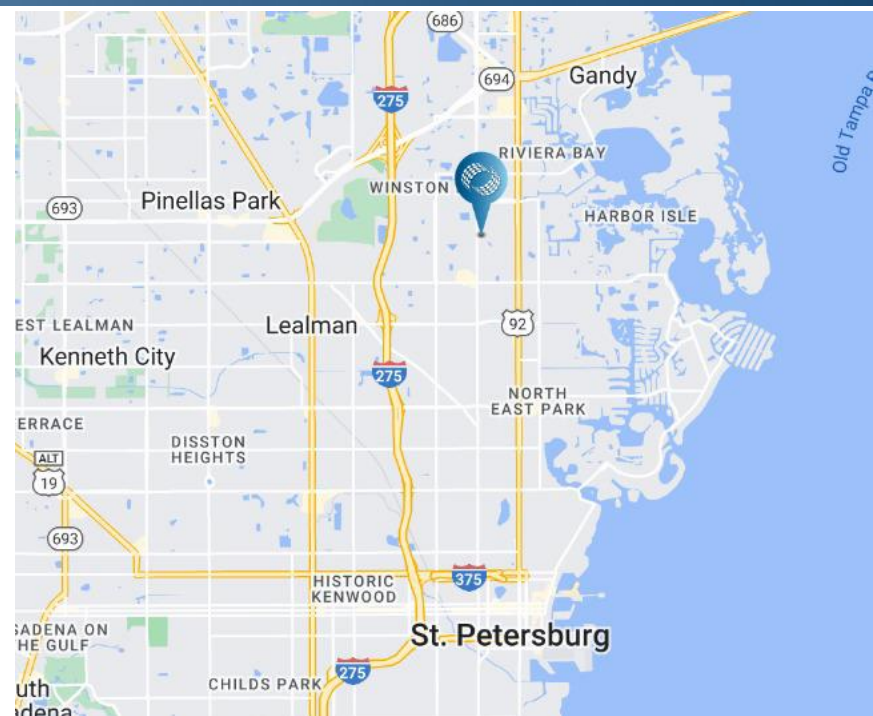 686
694
Gandy
275
Old Tampa
RIVIERA BAY
WINSTON
693
Pinellas Park
HARBOR ISLE
EST LEALMAN
Lealman
92
Kenneth City
275
NORTH
EAST PARK
ERRACE
DISSTON
HEIGHTS
ALT
19
693
375
HISTORIC
KENWOOD
SADENA ON
HE GULF
St. Petersburg
275
CHILDS PARK
uth
adena